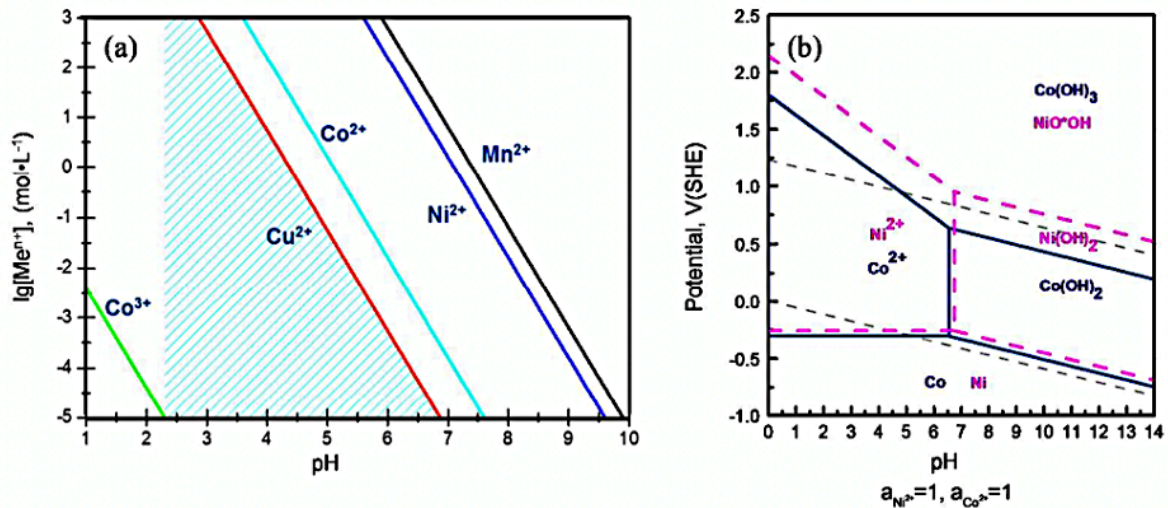 (a)
lg[Meⁿ⁺], (mol•L⁻¹)
3
2
1
0
-1
-2
-3
-4
-5
Co³⁺
Cu²⁺
Co²⁺
Ni²⁺
Mn²⁺
1 2 3 4 5 6 7 8 9 10
pH
(b)
Potential, V(SHE)
2.5
2.0
1.5
1.0
0.5
0.0
-0.5
-1.0
Co(OH)₃
NiO*OH
Ni²⁺
Co²⁺
Ni(OH)₂
Co(OH)₂
Co Ni
0 1 2 3 4 5 6 7 8 9 10 11 12 13 14
pH
a_Ni²⁺=1, a_Co²⁺=1